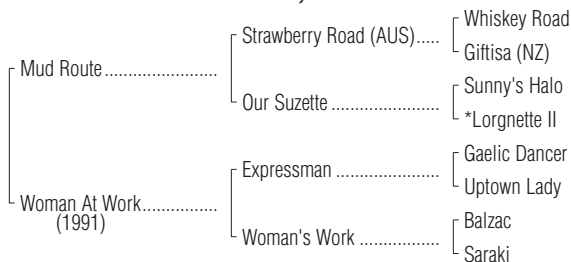 Whiskey Road
Strawberry Road (AUS).....
Giftisa (NZ)
Mud Route.......................
Sunny's Halo
Our Suzette ......................
*Lorgnette II
Gaelic Dancer
Expressman .....................
Uptown Lady
Woman At Work...............
(1991)
Balzac
Woman's Work ................
Saraki